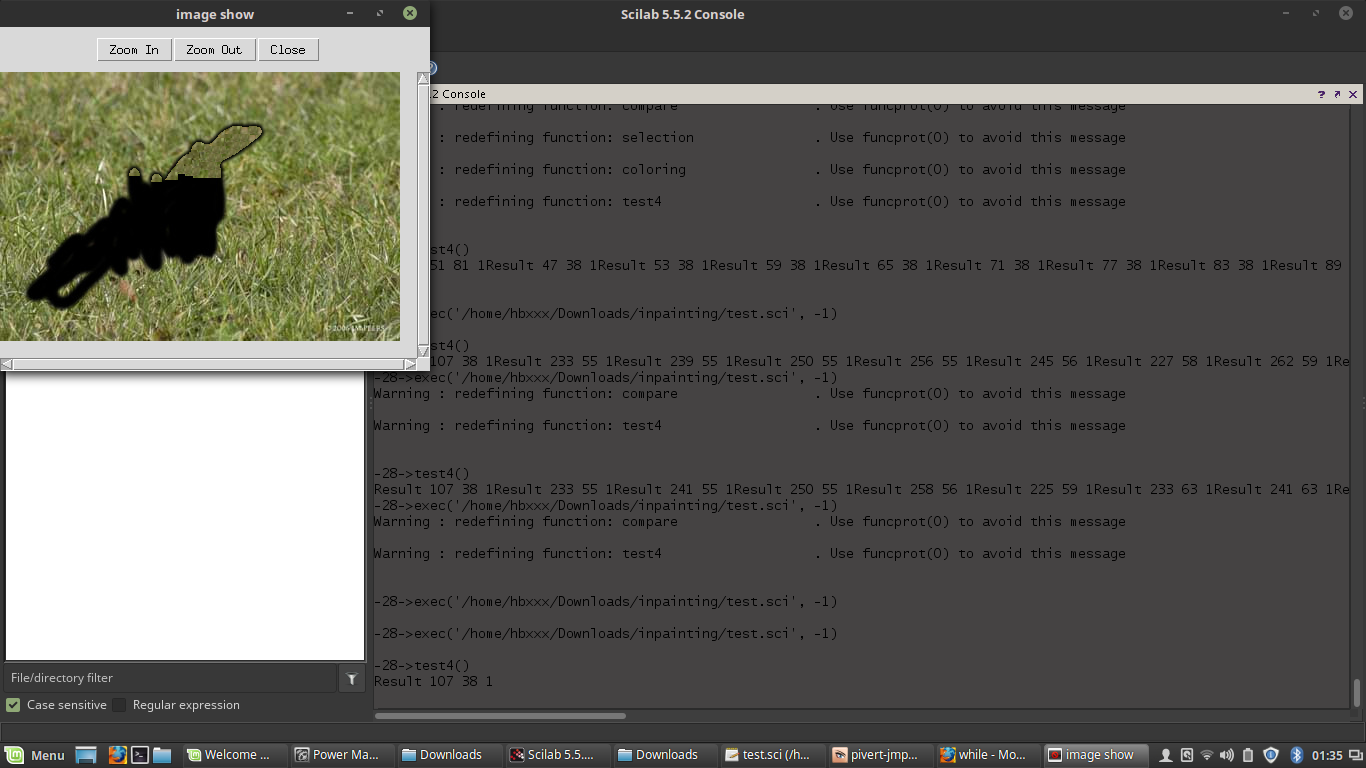 image show
Scilab 5.5.2 Console
Zoom In Zoom Out Close
.2 Console
: redefining function: compare . Use funcprot(0) to avoid this message
: redefining function: selection . Use funcprot(0) to avoid this message
: redefining function: coloring . Use funcprot(0) to avoid this message
: redefining function: test4 . Use funcprot(0) to avoid this message
st4()
51 81 1Result 47 38 1Result 53 38 1Result 59 38 1Result 65 38 1Result 71 38 1Result 77 38 1Result 83 38 1Result 89
ec('/home/hbxxx/Downloads/inpainting/test.sci', -1)
st4()
107 38 1Result 233 55 1Result 239 55 1Result 250 55 1Result 256 55 1Result 245 56 1Result 227 58 1Result 262 59 1Re
-28->exec('/home/hbxxx/Downloads/inpainting/test.sci', -1)
Warning : redefining function: compare . Use funcprot(0) to avoid this message
Warning : redefining function: test4 . Use funcprot(0) to avoid this message
-28->test4()
Result 107 38 1Result 233 55 1Result 241 55 1Result 250 55 1Result 258 56 1Result 225 59 1Result 233 63 1Result 241 63 1Re
-28->exec('/home/hbxxx/Downloads/inpainting/test.sci', -1)
Warning : redefining function: compare . Use funcprot(0) to avoid this message
Warning : redefining function: test4 . Use funcprot(0) to avoid this message
-28->exec('/home/hbxxx/Downloads/inpainting/test.sci', -1)
-28->exec('/home/hbxxx/Downloads/inpainting/test.sci', -1)
-28->test4()
Result 107 38 1
File/directory filter
Case sensitive Regular expression
Menu Welcome ... Power Ma... Downloads Scilab 5.5.... Downloads test.sci (/h... pivert-jmp... while - Mo... image show 01:35